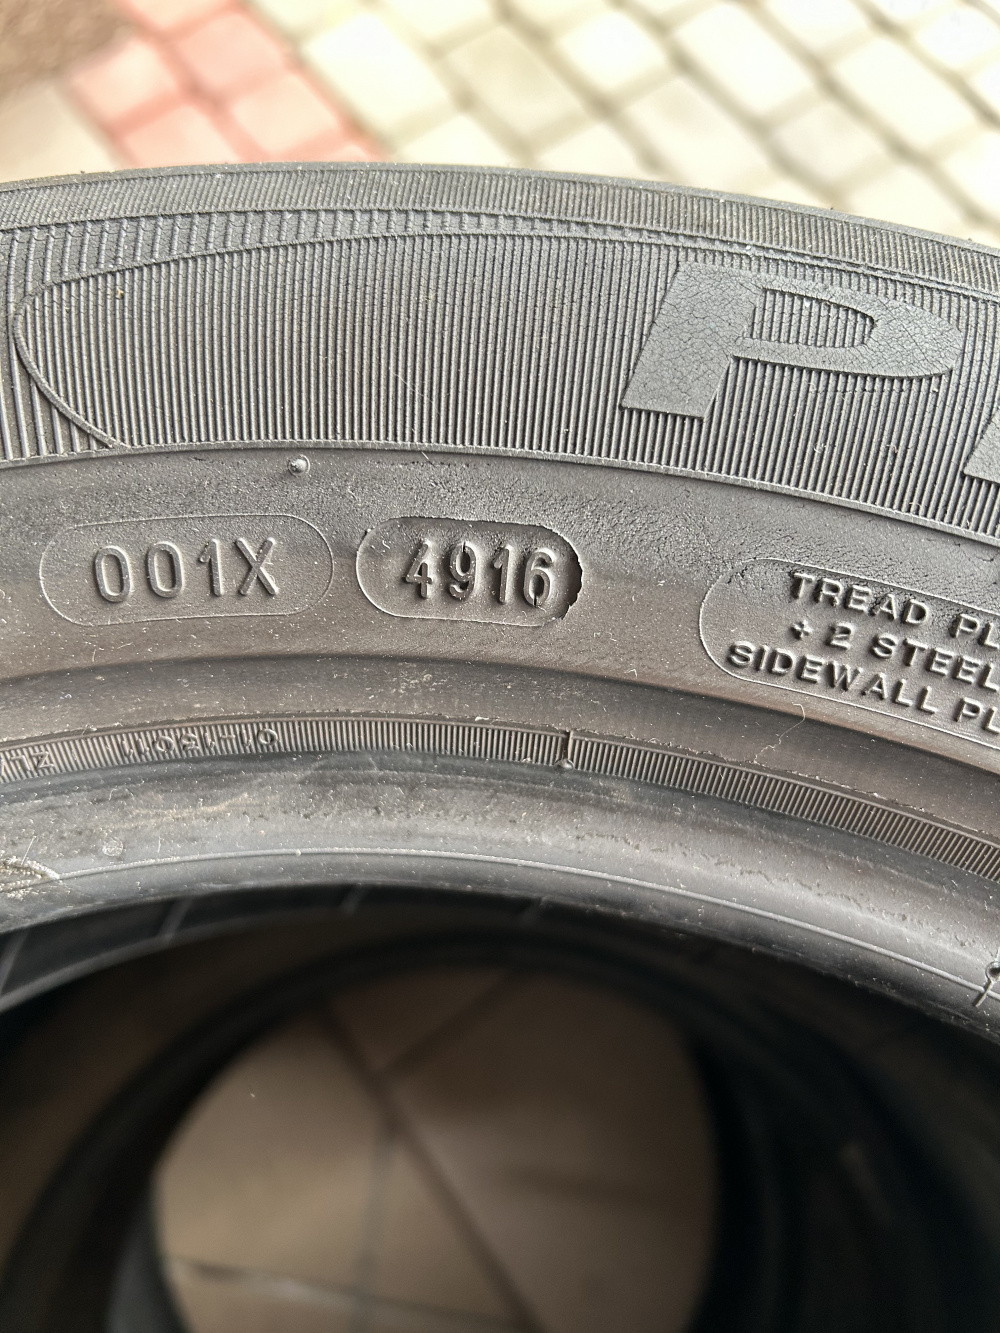 P
001X 4916
TREAD PL
+ 2 STEEL
SIDEWALL PL